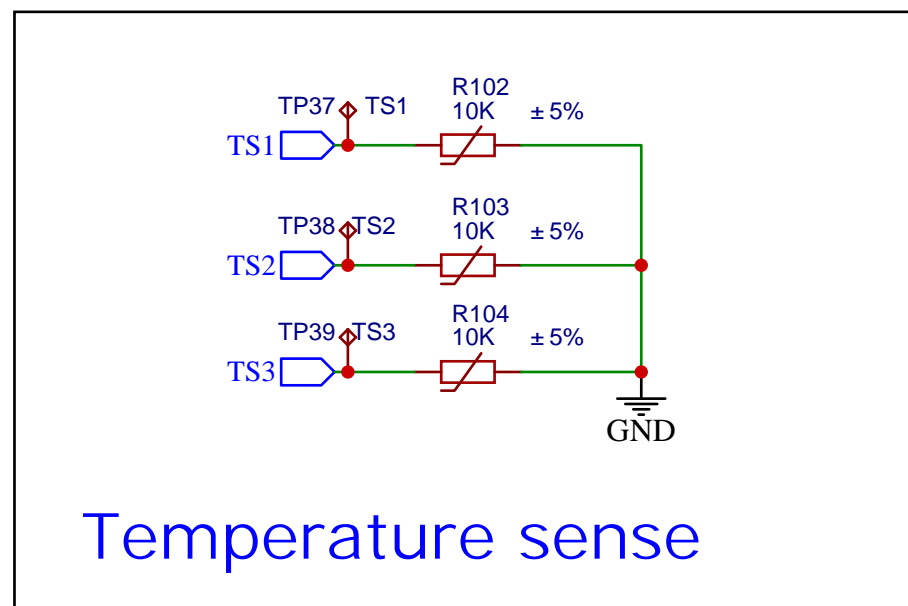 R102
TP37 TS1 10K ±5%
TS1
R103
TP38 TS2 10K ±5%
TS2
R104
TP39 TS3 10K ±5%
TS3
GND
Temperature sense